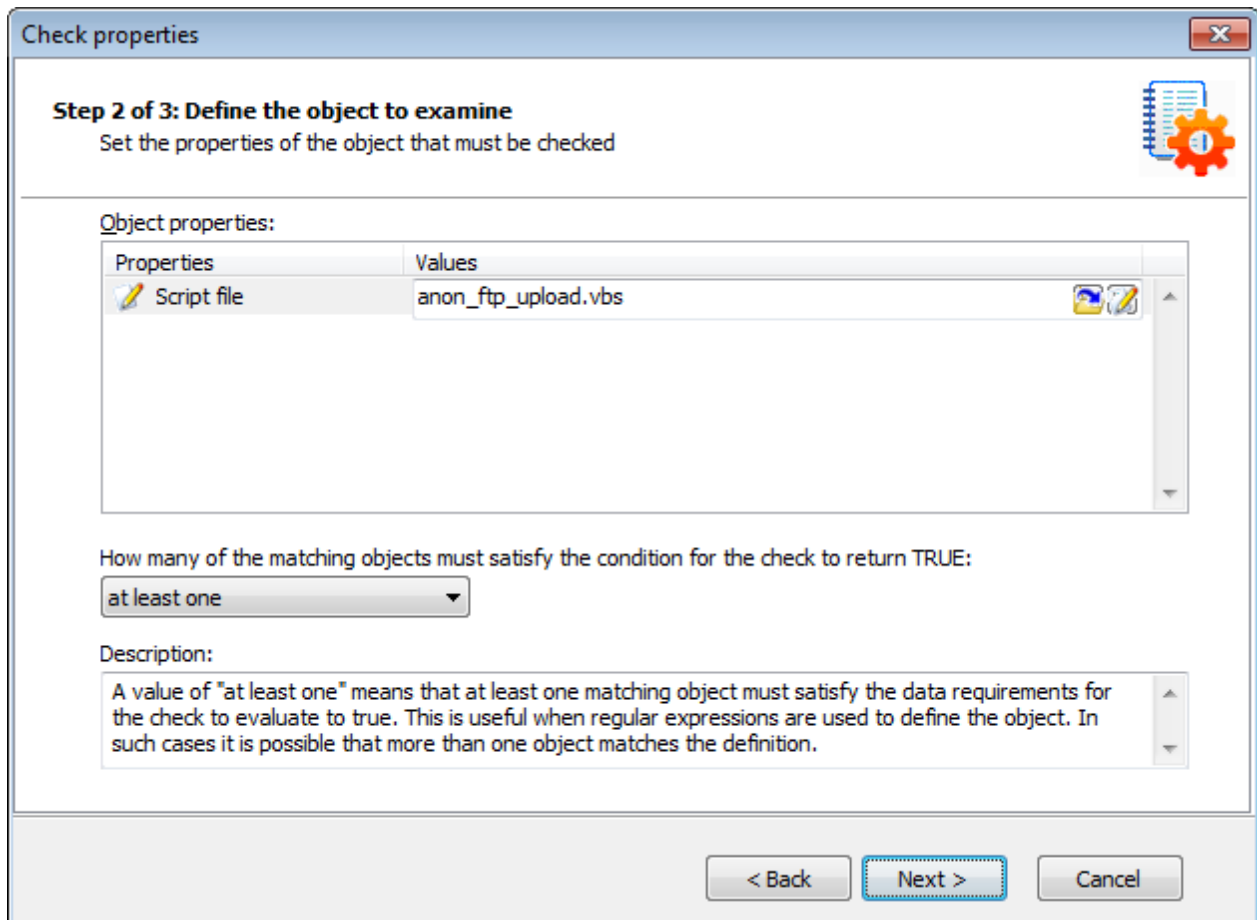 Check properties
Step 2 of 3: Define the object to examine
Set the properties of the object that must be checked
Object properties:
Properties Values
Script file anon_ftp_upload.vbs
How many of the matching objects must satisfy the condition for the check to return TRUE:
at least one
Description:
A value of "at least one" means that at least one matching object must satisfy the data requirements for
the check to evaluate to true. This is useful when regular expressions are used to define the object. In
such cases it is possible that more than one object matches the definition.
< Back Next > Cancel